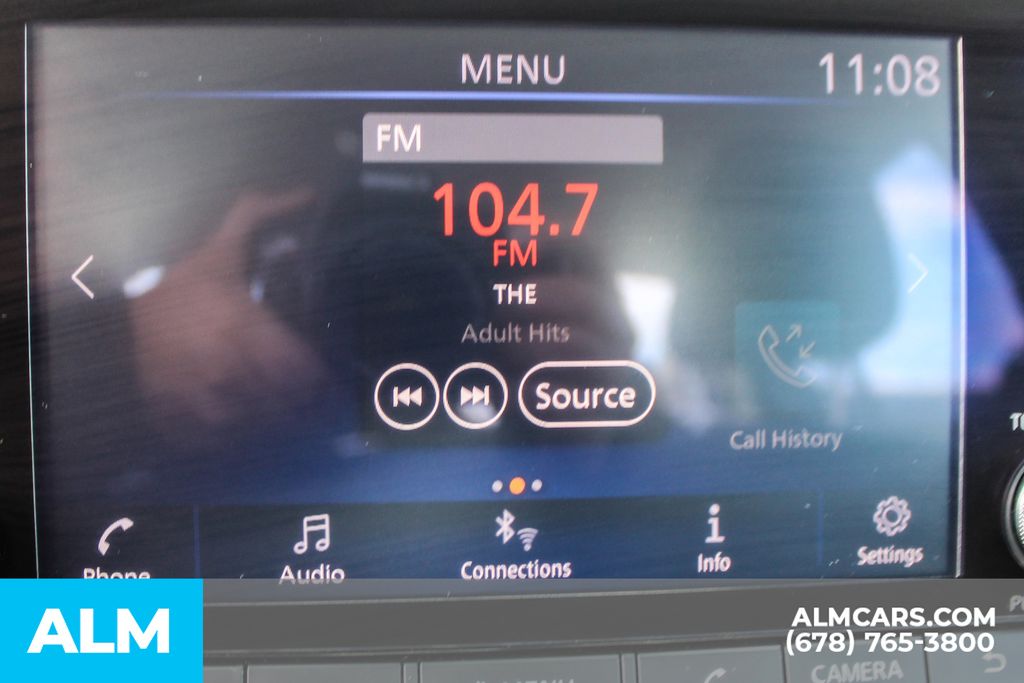 MENU
11:08
FM
104.7
FM
THE
Adult Hits
Source
Call History
Phone
Audio
Connections
Info
Settings
ALM
ALMCARS.COM
(678) 765-3800
CAMERA